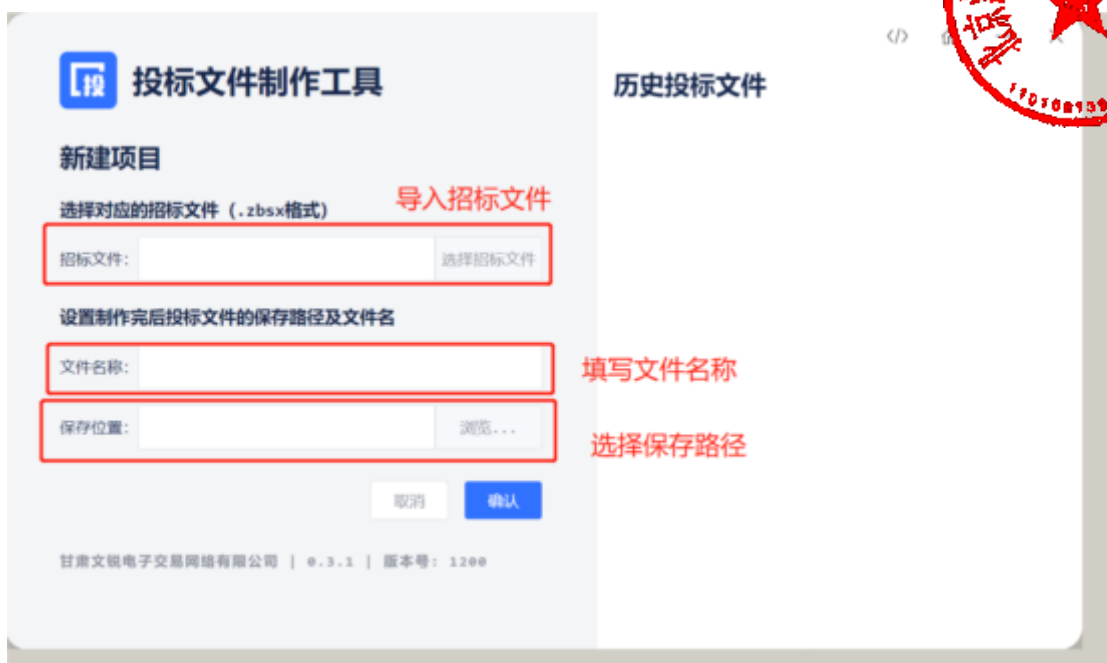 投
投标文件制作工具
历史投标文件
</>
新建项目
选择对应的招标文件 (.zbsx格式)
导入招标文件
招标文件:
选择招标文件
设置制作完后投标文件的保存路径及文件名
文件名称:
填写文件名称
保存位置:
浏览...
选择保存路径
取消
确认
甘肃文锐电子交易网络有限公司 | 0.3.1 | 版本号: 1200
北京